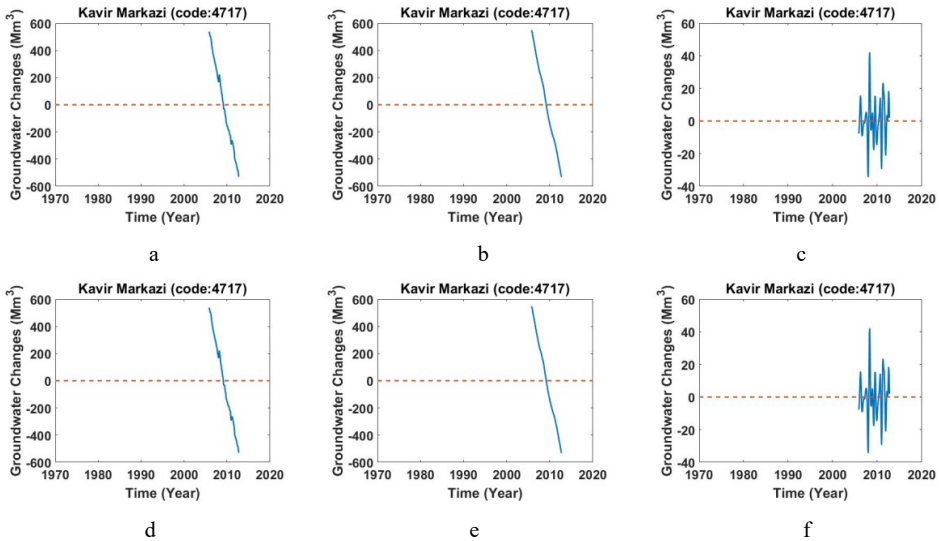 Kavir Markazi (code:4717) Kavir Markazi (code:4717) Kavir Markazi (code:4717)
Groundwater Changes (Mm³) Groundwater Changes (Mm³) Groundwater Changes (Mm³)
600 600 60
400 400 40
200 200 20
0 0 0
-200 -200 -20
-400 -400
-600 -600 -40
1970 1980 1990 2000 2010 2020 1970 1980 1990 2000 2010 2020 1970 1980 1990 2000 2010 2020
Time (Year) Time (Year) Time (Year)
a b c
Kavir Markazi (code:4717) Kavir Markazi (code:4717) Kavir Markazi (code:4717)
Groundwater Changes (Mm³) Groundwater Changes (Mm³) Groundwater Changes (Mm³)
600 600 60
400 400 40
200 200 20
0 0 0
-200 -200 -20
-400 -400
-600 -600 -40
1970 1980 1990 2000 2010 2020 1970 1980 1990 2000 2010 2020 1970 1980 1990 2000 2010 2020
Time (Year) Time (Year) Time (Year)
d e f